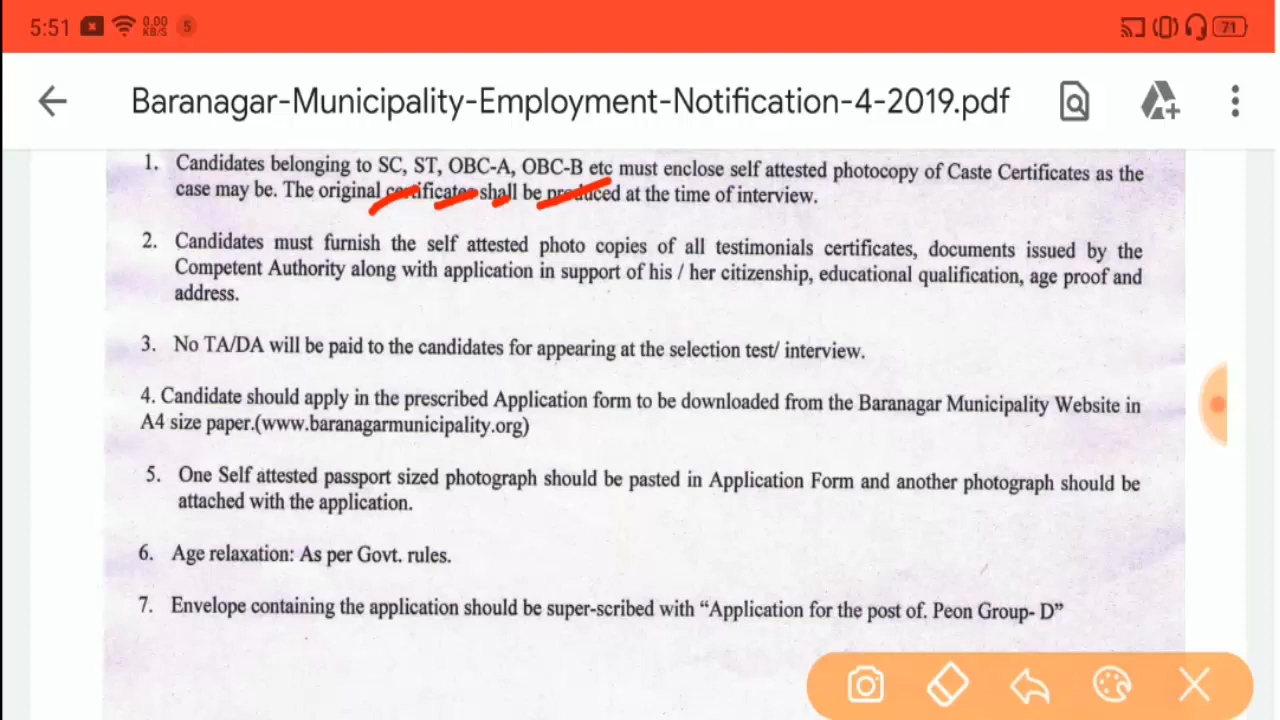 5:51 0.00 KB/S 5 71
Baranagar-Municipality-Employment-Notification-4-2019.pdf
1. Candidates belonging to SC, ST, OBC-A, OBC-B etc must enclose self attested photocopy of Caste Certificates as the
case may be. The original certificates shall be produced at the time of interview.
2. Candidates must furnish the self attested photo copies of all testimonials certificates, documents issued by the
Competent Authority along with application in support of his / her citizenship, educational qualification, age proof and
address.
3. No TA/DA will be paid to the candidates for appearing at the selection test/ interview.
4. Candidate should apply in the prescribed Application form to be downloaded from the Baranagar Municipality Website in
A4 size paper.(www.baranagarmunicipality.org)
5. One Self attested passport sized photograph should be pasted in Application Form and another photograph should be
attached with the application.
6. Age relaxation: As per Govt. rules.
7. Envelope containing the application should be super-scribed with “Application for the post of. Peon Group- D”